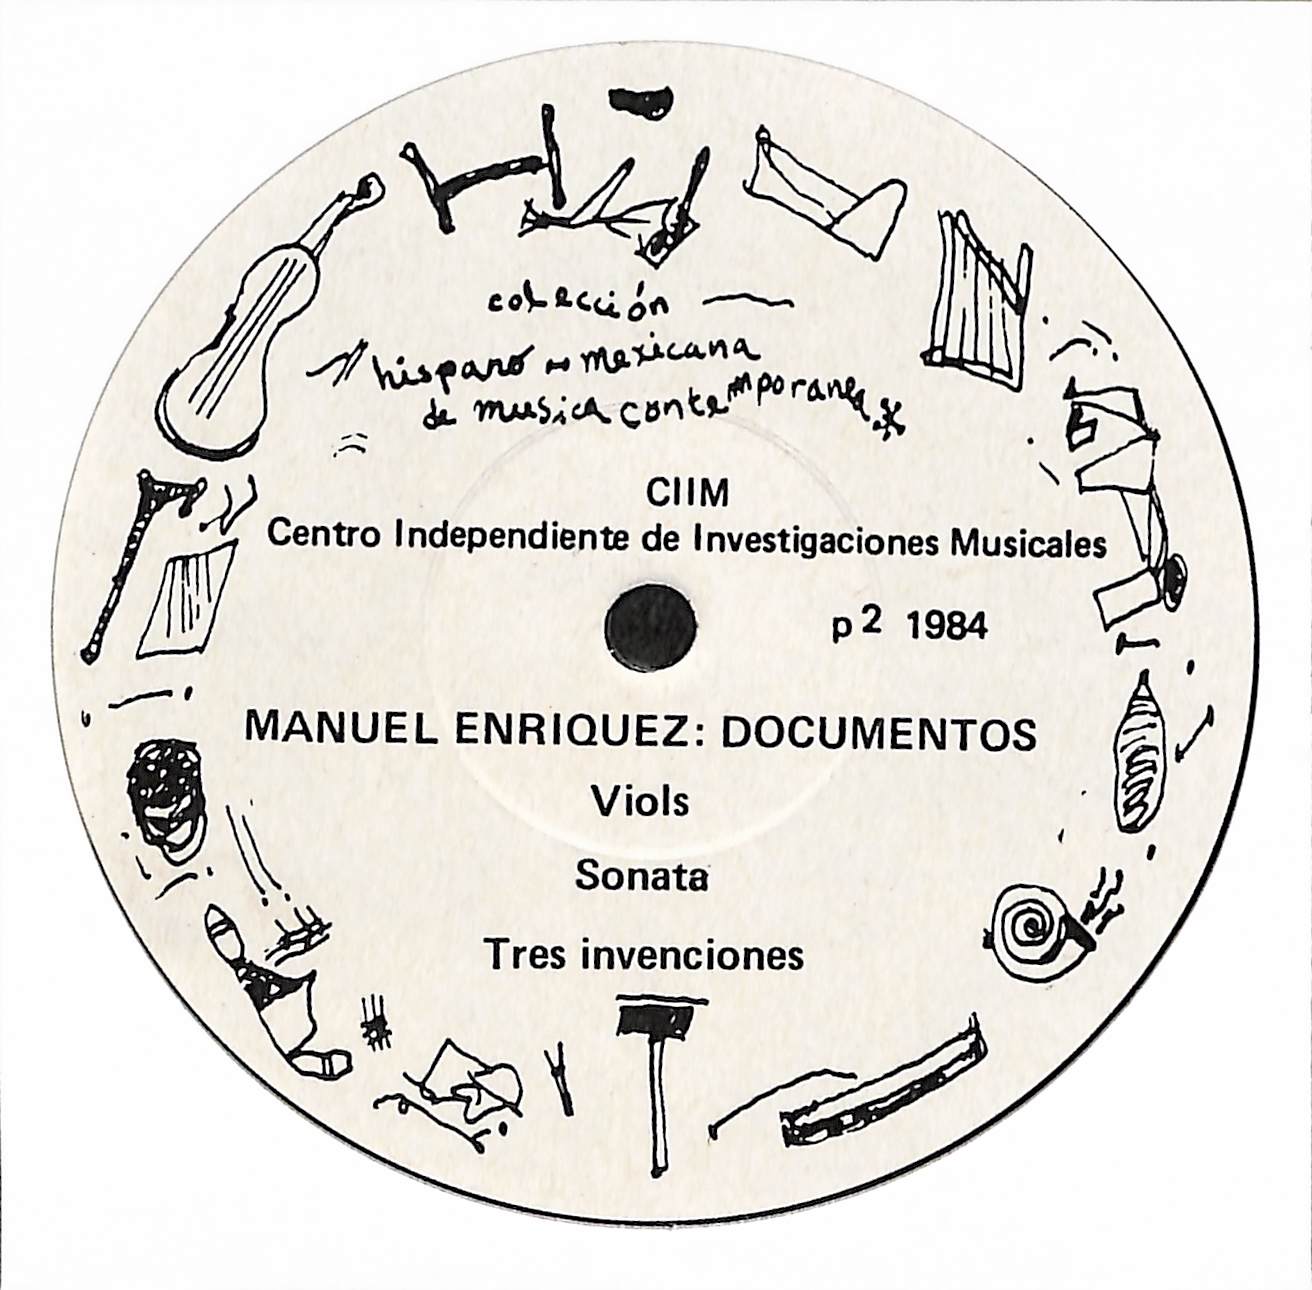 colección
hispano-mexicana
de musica contemporanea
CIIM
Centro Independiente de Investigaciones Musicales
p 2 1984
MANUEL ENRIQUEZ: DOCUMENTOS
Viols
Sonata
Tres invenciones